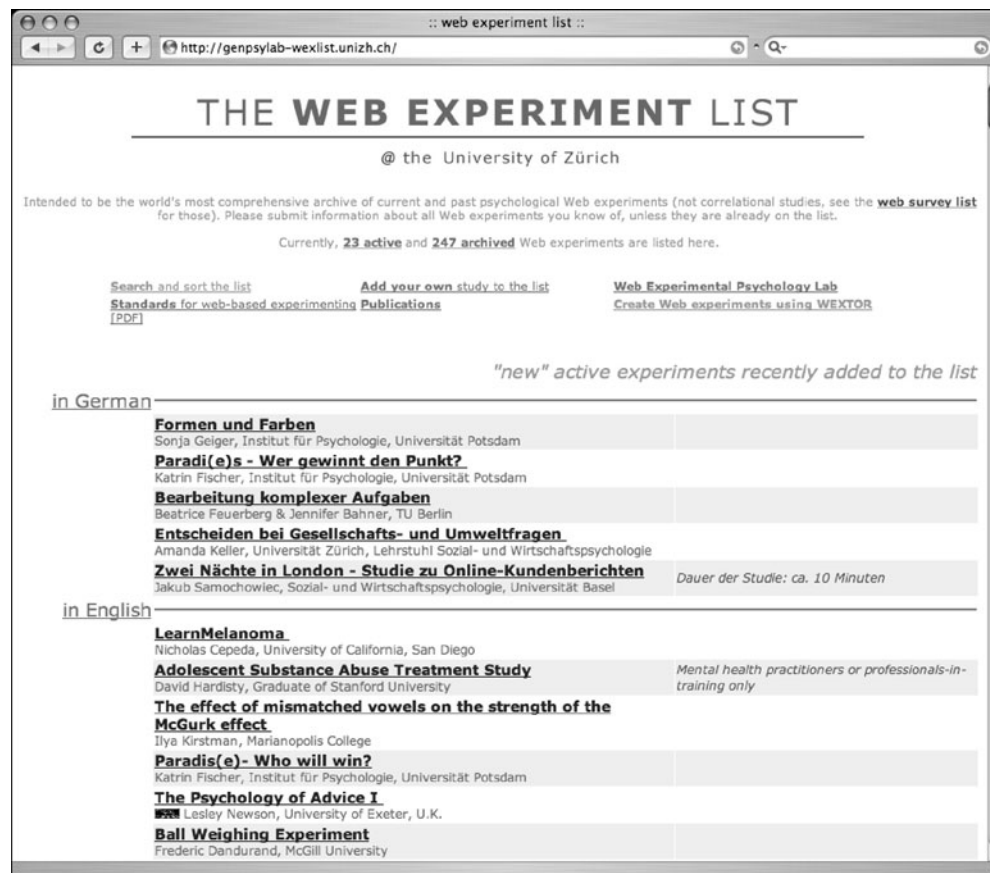 :: web experiment list ::
http://genpsylab-wexlist.unizh.ch/
THE WEB EXPERIMENT LIST
@ the University of Zürich
Intended to be the world's most comprehensive archive of current and past psychological Web experiments (not correlational studies, see the web survey list
for those). Please submit information about all Web experiments you know of, unless they are already on the list.
Currently, 23 active and 247 archived Web experiments are listed here.
Search and sort the list Add your own study to the list Web Experimental Psychology Lab
Standards for web-based experimenting Publications Create Web experiments using WEXTOR
[PDF]
"new" active experiments recently added to the list
in German
Formen und Farben
Sonja Geiger, Institut für Psychologie, Universität Potsdam
Paradi(e)s - Wer gewinnt den Punkt?
Katrin Fischer, Institut für Psychologie, Universität Potsdam
Bearbeitung komplexer Aufgaben
Beatrice Feuerberg & Jennifer Bahner, TU Berlin
Entscheiden bei Gesellschafts- und Umweltfragen
Amanda Keller, Universität Zürich, Lehrstuhl Sozial- und Wirtschaftspsychologie
Zwei Nächte in London - Studie zu Online-Kundenberichten
Jakub Samochowiec, Sozial- und Wirtschaftspsychologie, Universität Basel
Dauer der Studie: ca. 10 Minuten
in English
LearnMelanoma
Nicholas Cepeda, University of California, San Diego
Adolescent Substance Abuse Treatment Study
David Hardisty, Graduate of Stanford University
Mental health practitioners or professionals-in-
training only
The effect of mismatched vowels on the strength of the
McGurk effect
Ilya Kirstman, Marianopolis College
Paradis(e)- Who will win?
Katrin Fischer, Institut für Psychologie, Universität Potsdam
The Psychology of Advice I
Lesley Newson, University of Exeter, U.K.
Ball Weighing Experiment
Frederic Dandurand, McGill University